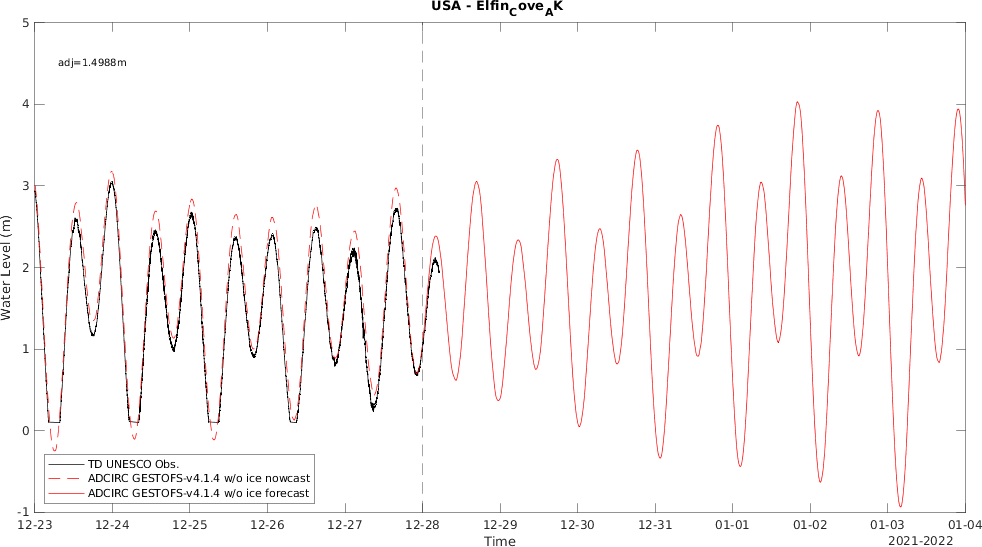 USA - ElfinCoveAK
5
adj=1.4988m
4
3
2
1
0
-1
Water Level (m)
TD UNESCO Obs.
ADCIRC GESTOFS-v4.1.4 w/o ice nowcast
ADCIRC GESTOFS-v4.1.4 w/o ice forecast
12-23 12-24 12-25 12-26 12-27 12-28 12-29 12-30 12-31 01-01 01-02 01-03 01-04
Time
2021-2022